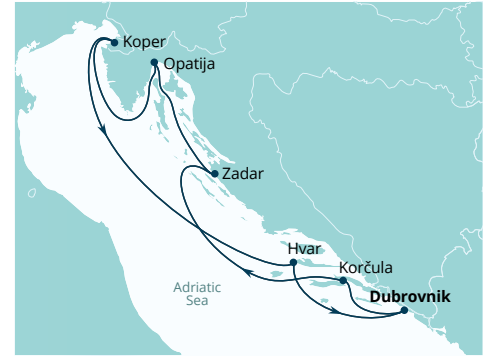 Koper
Opatija
Zadar
Hvar
Korčula
Dubrovnik
Adriatic
Sea